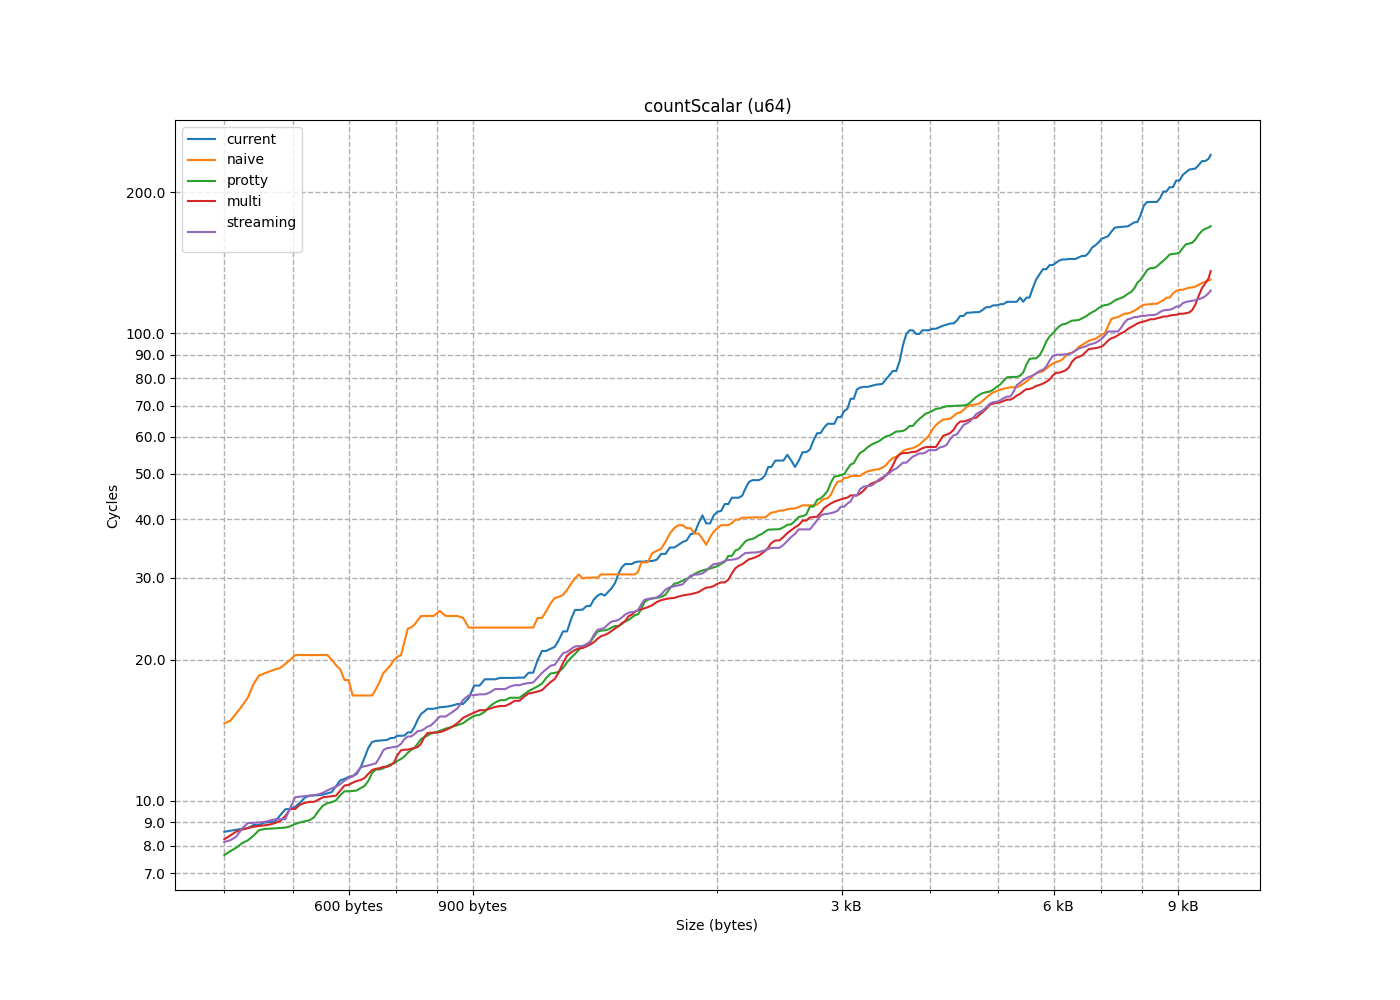 countScalar (u64)
current
naive
protty
multi
streaming
200.0
100.0
90.0
80.0
70.0
60.0
50.0
40.0
30.0
20.0
10.0
9.0
8.0
7.0
Cycles
600 bytes
900 bytes
3 kB
6 kB
9 kB
Size (bytes)